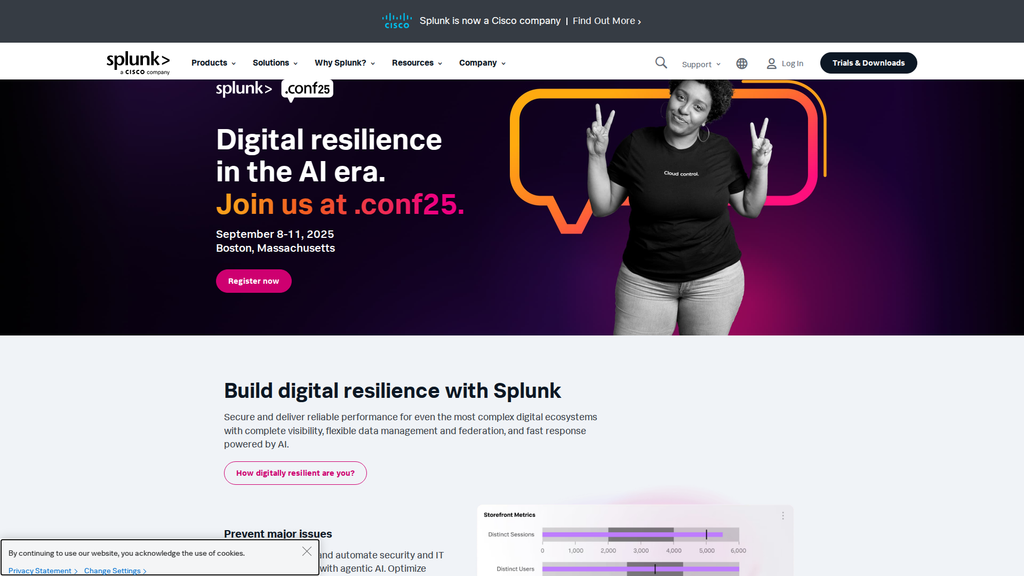 CISCO
Splunk is now a Cisco company | Find Out More ›
splunk>
a CISCO company
Products
Solutions
Why Splunk?
Resources
Company
Support
Log In
Trials & Downloads
splunk> .conf25
Digital resilience
in the AI era.
Join us at .conf25.
September 8-11, 2025
Boston, Massachusetts
Register now
Cloud control.
Build digital resilience with Splunk
Secure and deliver reliable performance for even the most complex digital ecosystems
with complete visibility, flexible data management and federation, and fast response
powered by AI.
How digitally resilient are you?
Prevent major issues
and automate security and IT
with agentic AI. Optimize
Storefront Metrics
Distinct Sessions
0 1,000 2,000 3,000 4,000 5,000 6,000
Distinct Users
By continuing to use our website, you acknowledge the use of cookies.
Privacy Statement > Change Settings >